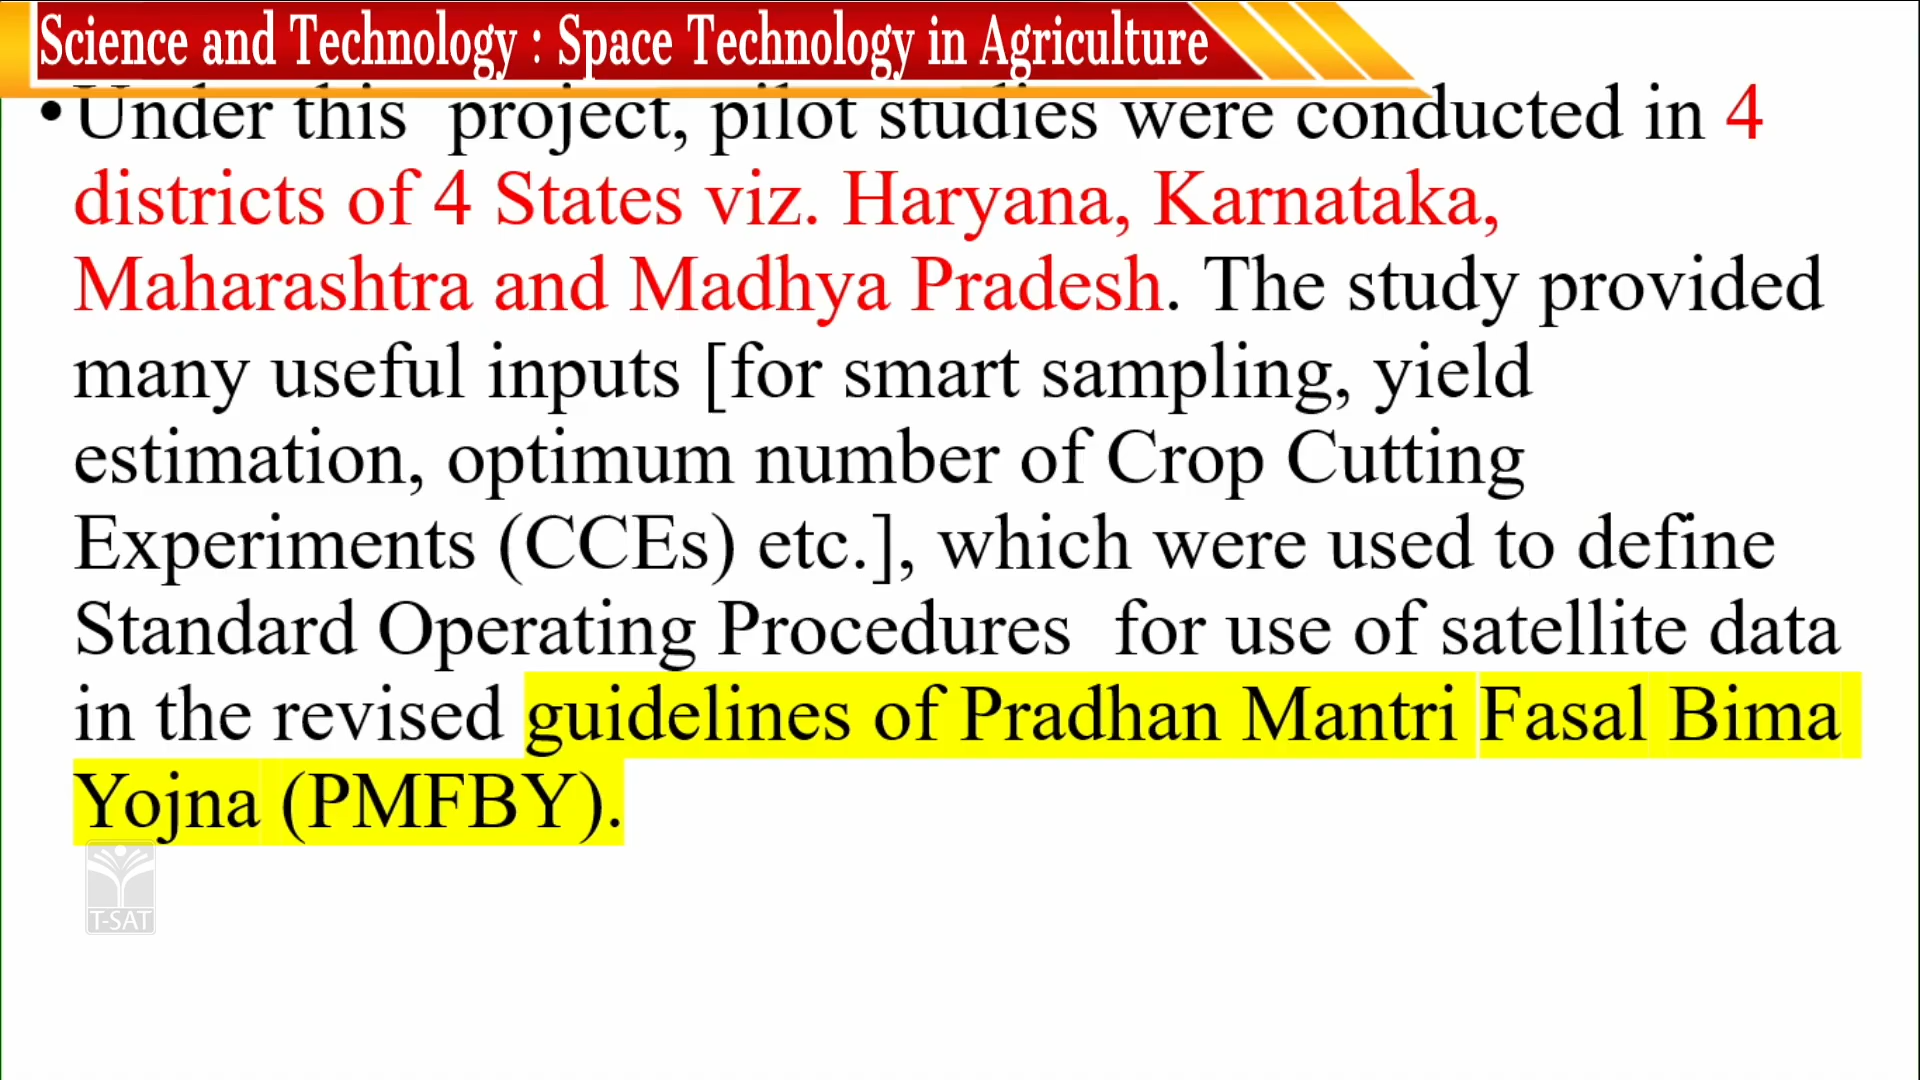 Science and Technology : Space Technology in Agriculture
•Under this project, pilot studies were conducted in 4
districts of 4 States viz. Haryana, Karnataka,
Maharashtra and Madhya Pradesh. The study provided
many useful inputs [for smart sampling, yield
estimation, optimum number of Crop Cutting
Experiments (CCEs) etc.], which were used to define
Standard Operating Procedures for use of satellite data
in the revised guidelines of Pradhan Mantri Fasal Bima
Yojna (PMFBY).
T-SAT